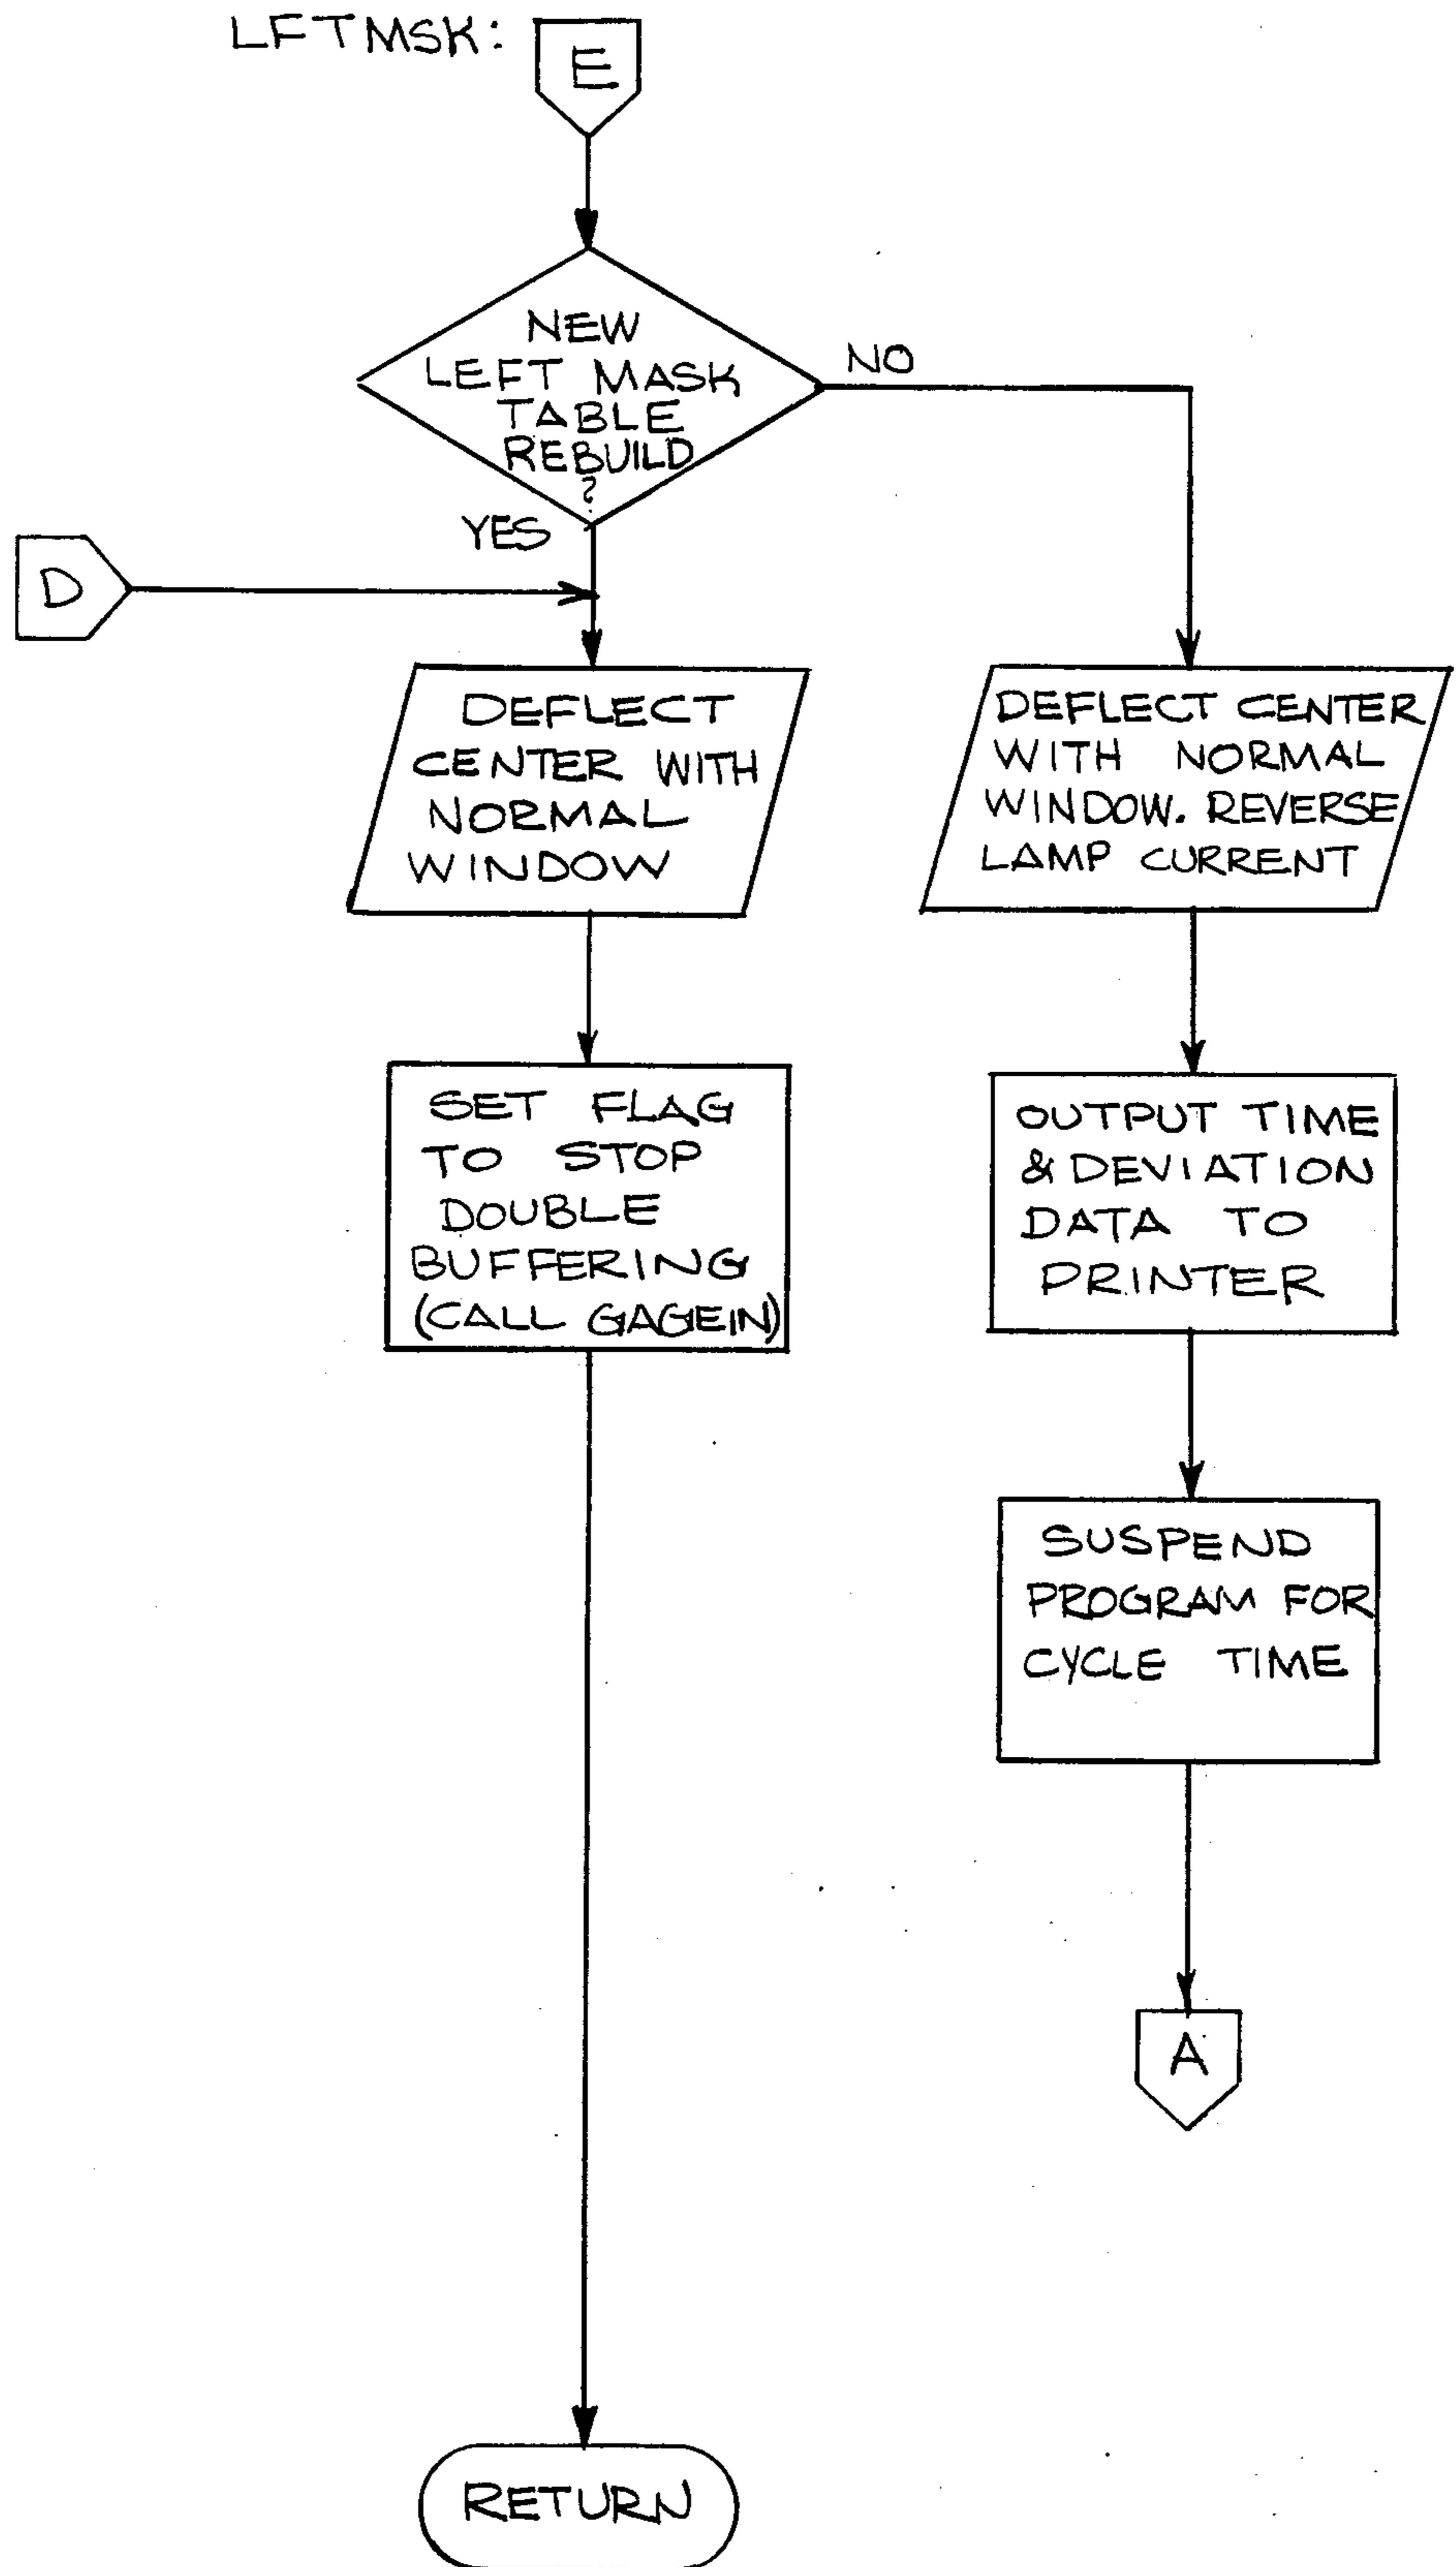 LFTMSK:
E
NEW
LEFT MASK
TABLE
REBUILD
?
NO
YES
D
DEFLECT
CENTER WITH
NORMAL
WINDOW
DEFLECT CENTER
WITH NORMAL
WINDOW. REVERSE
LAMP CURRENT
SET FLAG
TO STOP
DOUBLE
BUFFERING
(CALL GAGEIN)
OUTPUT TIME
& DEVIATION
DATA TO
PRINTER
SUSPEND
PROGRAM FOR
CYCLE TIME
A
RETURN